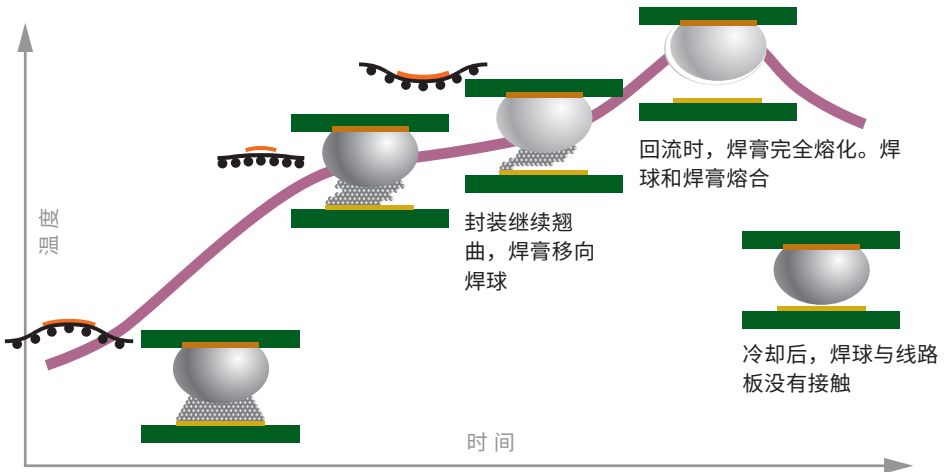 回流时，焊膏完全熔化。焊
球和焊膏熔合
温度
封装继续翘
曲，焊膏移向
焊球
冷却后，焊球与线路
板没有接触
时间